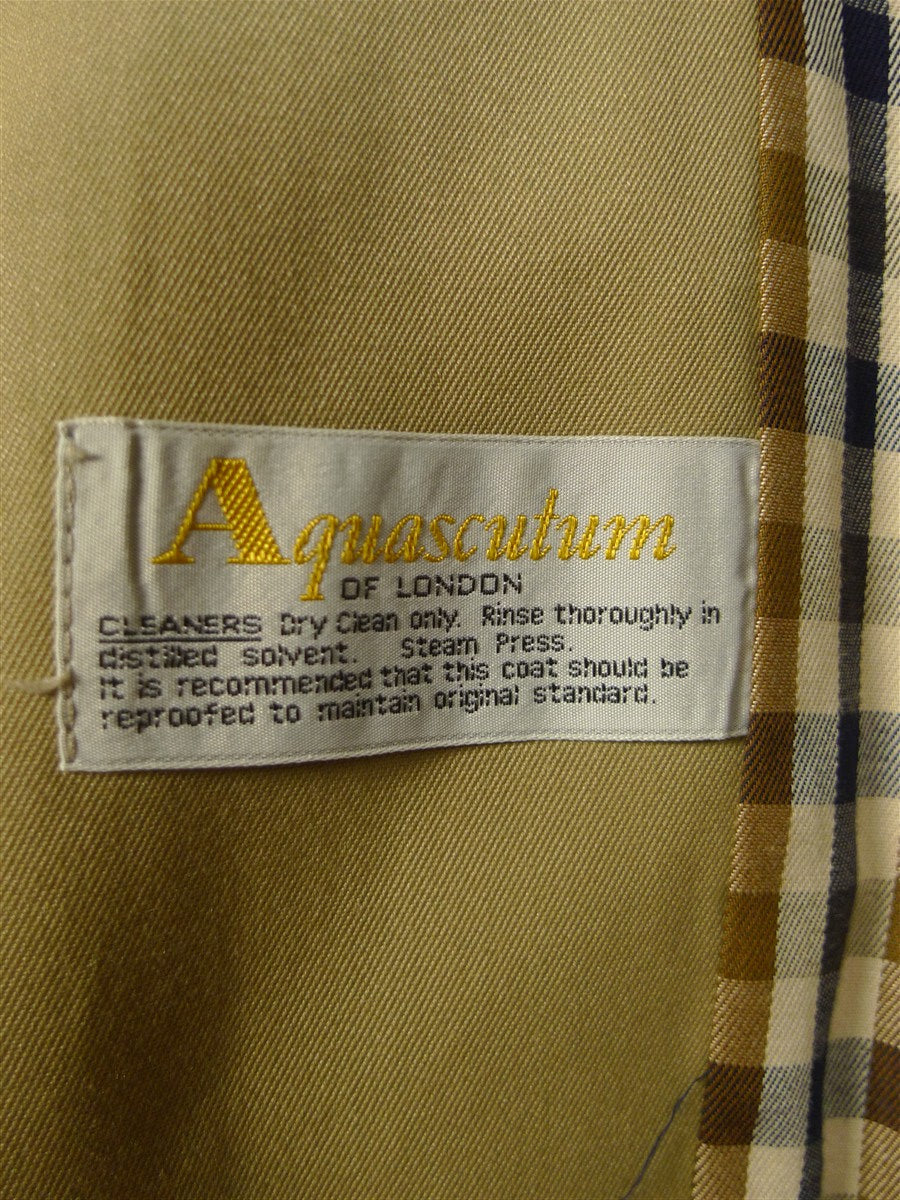 Aquascutum
OF LONDON
CLEANERS Dry Clean only. Rinse thoroughly in
distilled solvent. Steam Press.
It is recommended that this coat should be
reproofed to maintain original standard.